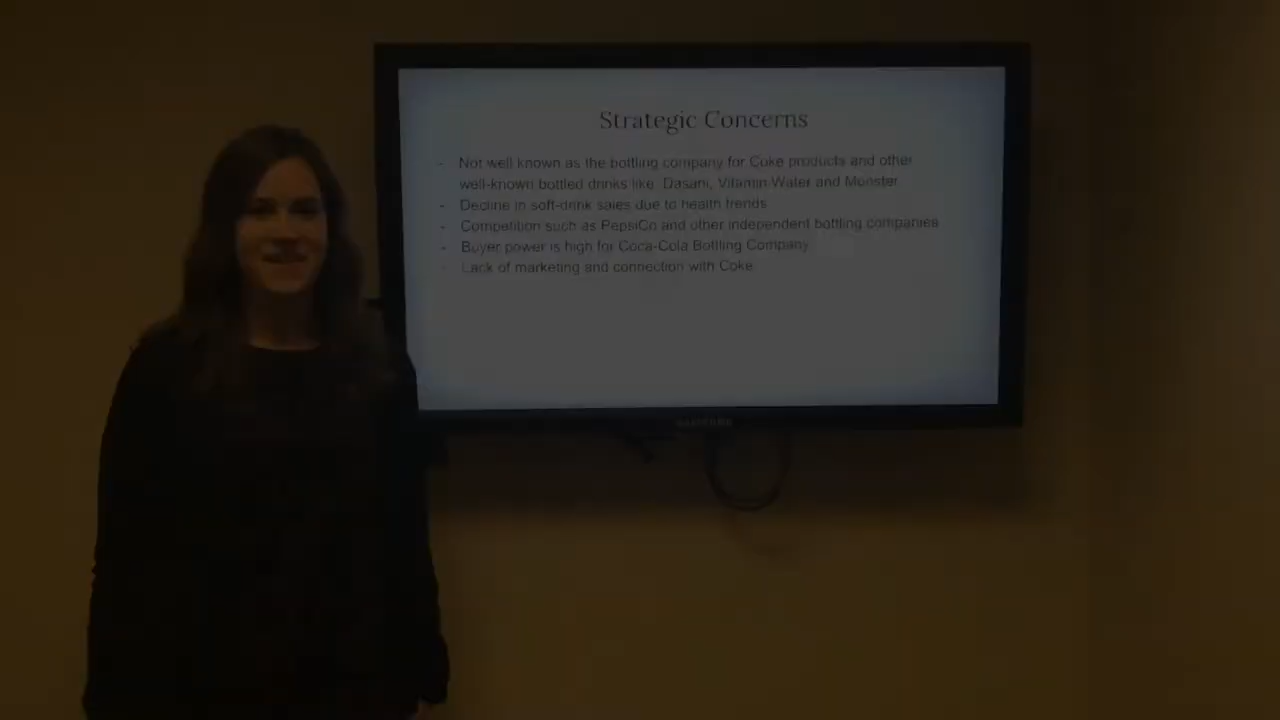 Strategic Concerns
- Not well known as the bottling company for Coke products and other
well-known bottled drinks like Dasani, Vitamin Water and Monster
- Decline in soft-drink sales due to health trends
- Competition such as PepsiCo and other independent bottling companies
- Buyer power is high for Coca-Cola Bottling Company
- Lack of marketing and connection with Coke
SAMSUNG